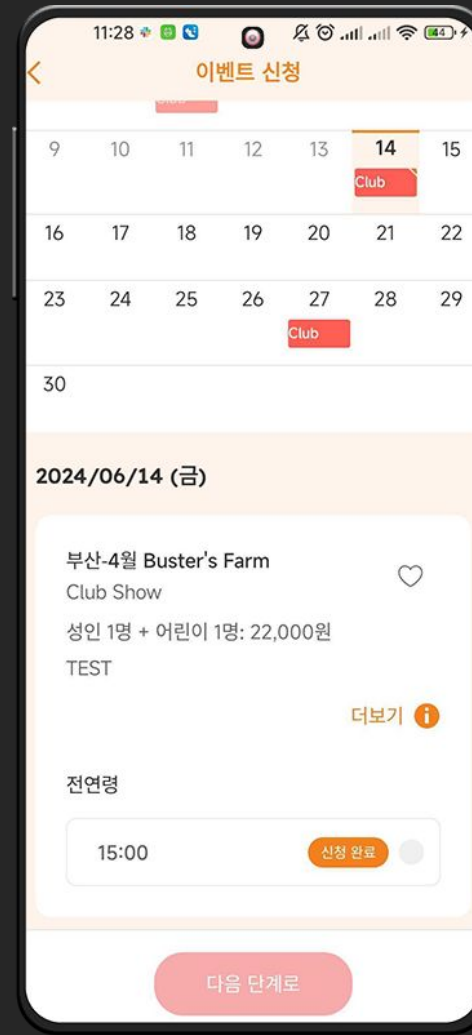 11:28
44
이벤트 신청
9 10 11 12 13 14 15
Club
16 17 18 19 20 21 22
23 24 25 26 27 28 29
Club
30
2024/06/14 (금)
부산-4월 Buster's Farm
Club Show
성인 1명 + 어린이 1명: 22,000원
TEST
더보기
전연령
15:00 신청 완료
다음 단계로